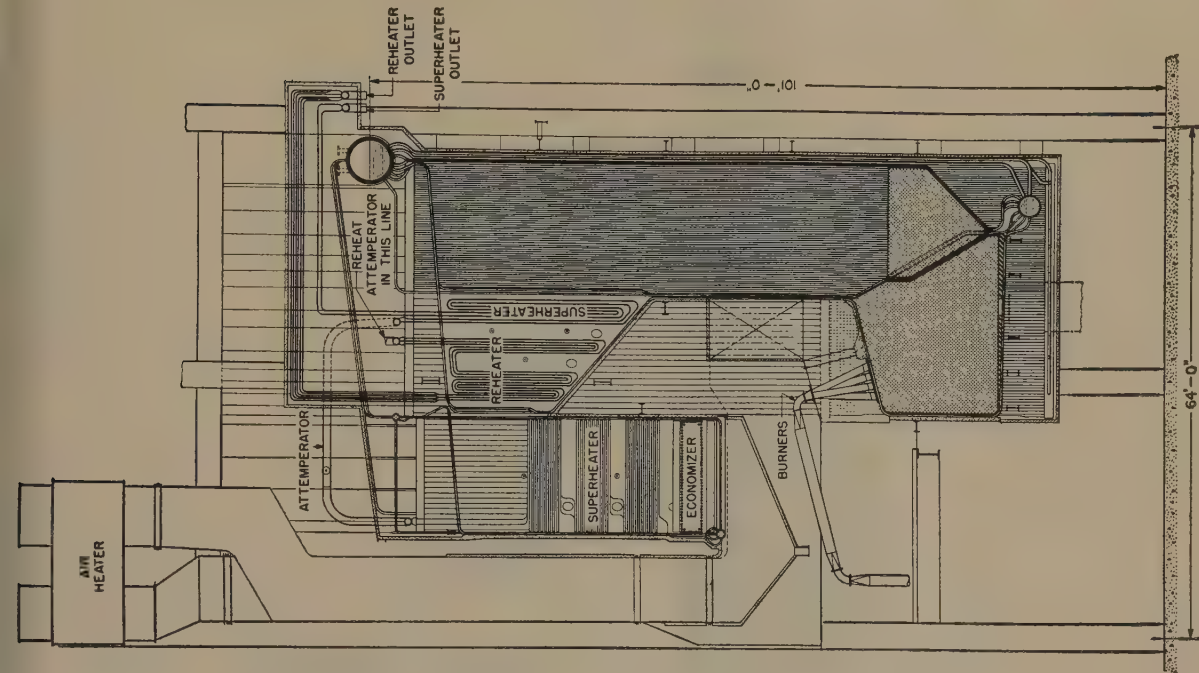 REHEATER
OUTLET
SUPERHEATER
OUTLET
101'-0"
REHEAT
ATTEMPERATOR
IN THIS LINE
SUPERHEATER
REHEATER
ATTEMPERATOR
SUPERHEATER
ECONOMIZER
BURNERS
AIR
HEATER
64'-0"